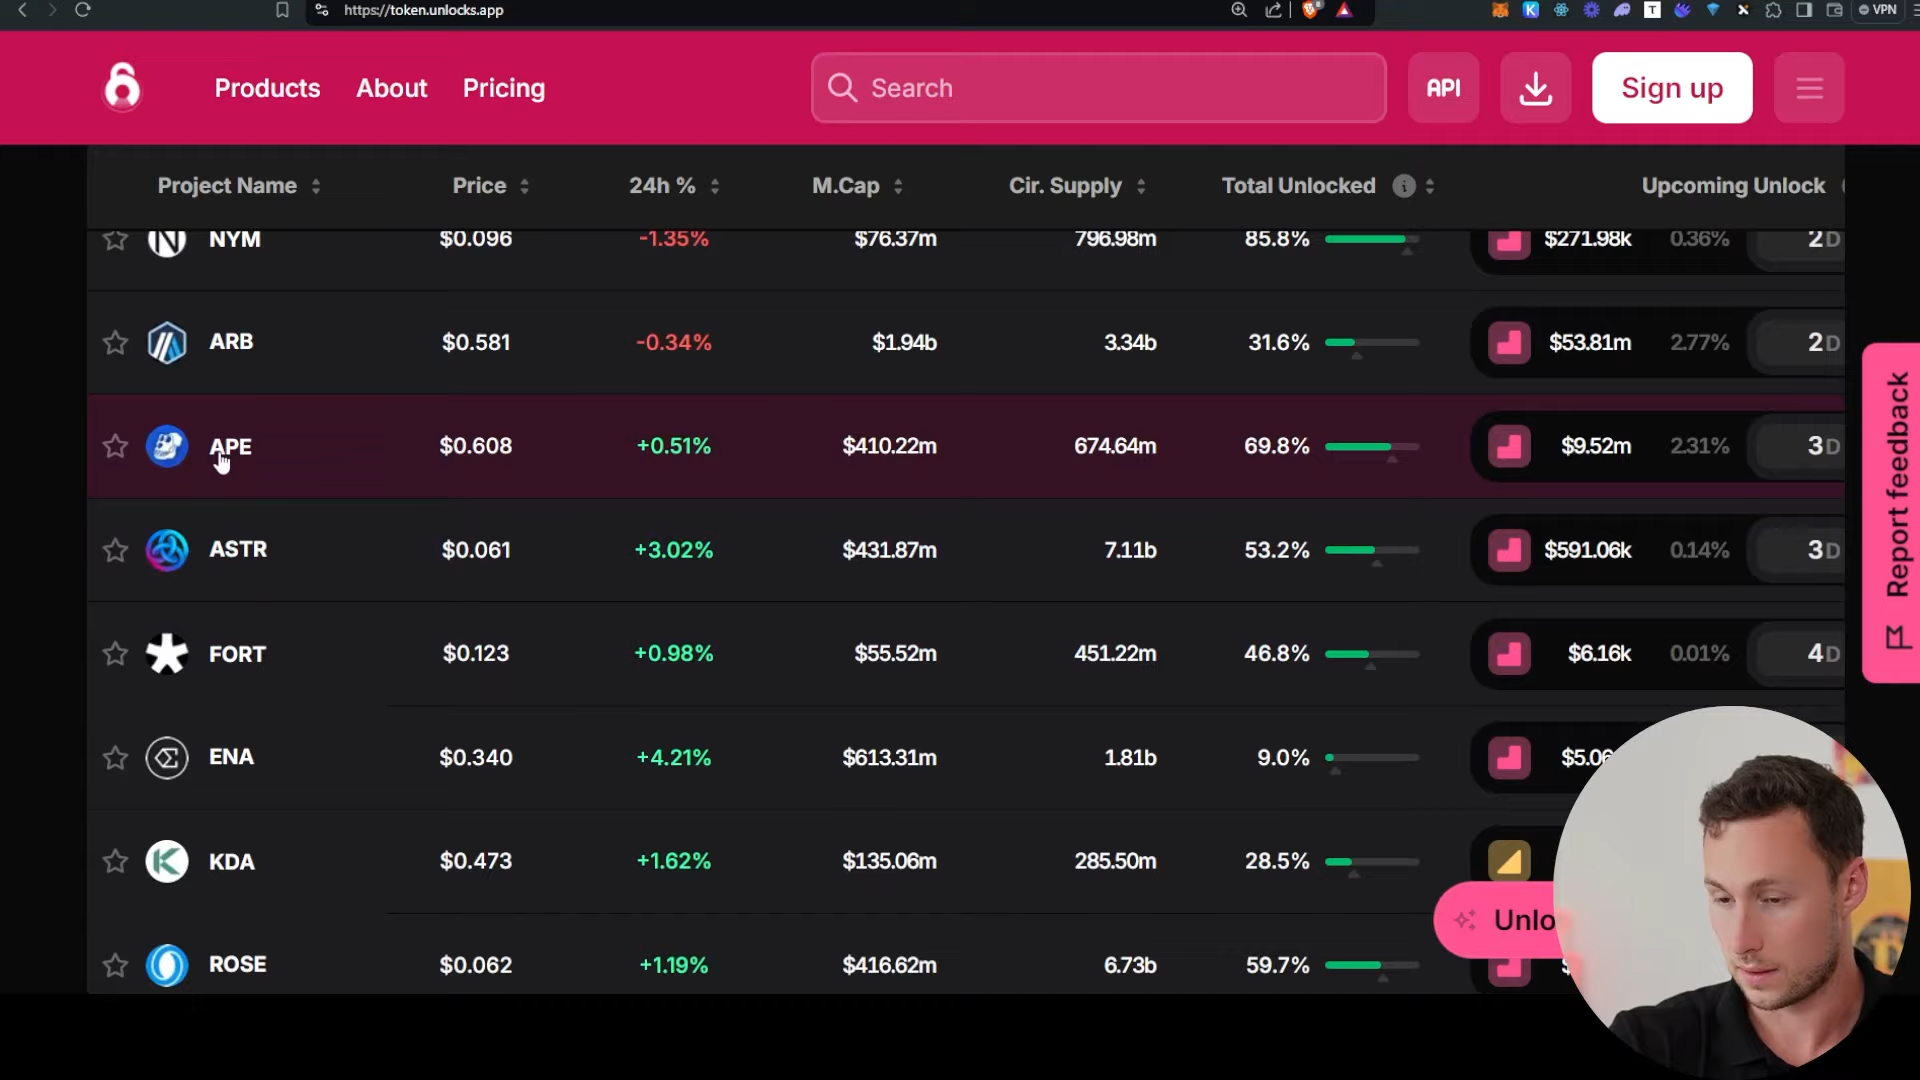 https://token.unlocks.app
VPN
Products About Pricing
Search
API
Sign up
Project Name Price 24h % M.Cap Cir. Supply Total Unlocked Upcoming Unlock
NYM $0.096 -1.35% $76.37m 796.98m 85.8% $271.98k 0.36% 2D
ARB $0.581 -0.34% $1.94b 3.34b 31.6% $53.81m 2.77% 2D
APE $0.608 +0.51% $410.22m 674.64m 69.8% $9.52m 2.31% 3D
ASTR $0.061 +3.02% $431.87m 7.11b 53.2% $591.06k 0.14% 3D
FORT $0.123 +0.98% $55.52m 451.22m 46.8% $6.16k 0.01% 4D
ENA $0.340 +4.21% $613.31m 1.81b 9.0% $5.06
KDA $0.473 +1.62% $135.06m 285.50m 28.5%
Unlo
ROSE $0.062 +1.19% $416.62m 6.73b 59.7%
Report feedback